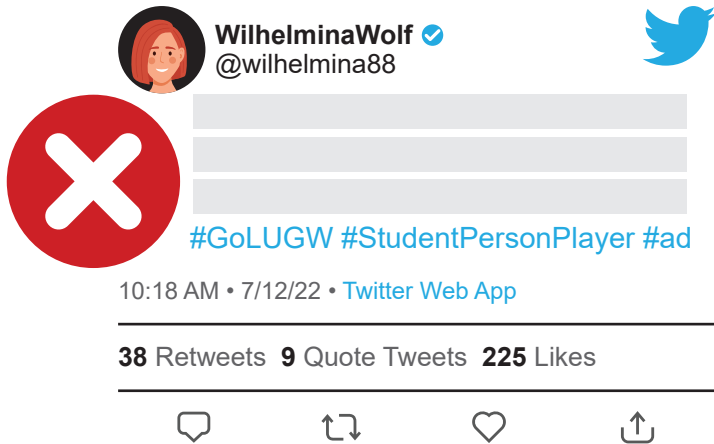 WilhelminaWolf
@wilhelmina88
#GoLUGW #StudentPersonPlayer #ad
10:18 AM • 7/12/22 • Twitter Web App
38 Retweets 9 Quote Tweets 225 Likes